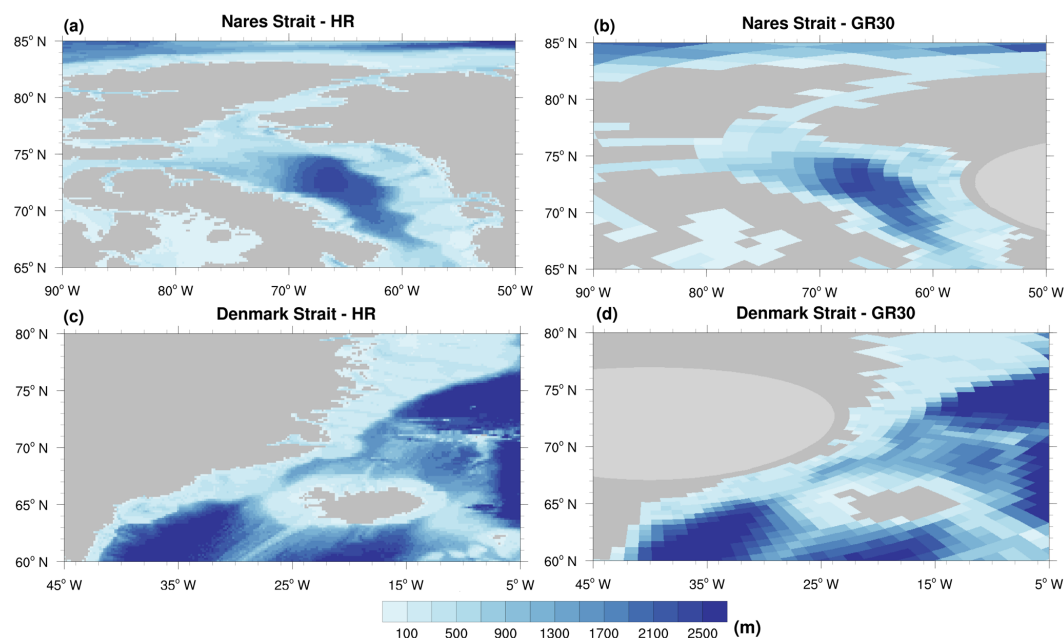 (a) Nares Strait - HR
85° N
80° N
75° N
70° N
65° N
90° W 80° W 70° W 60° W 50° W
(b) Nares Strait - GR30
85° N
80° N
75° N
70° N
65° N
90° W 80° W 70° W 60° W 50° W
(c) Denmark Strait - HR
80° N
75° N
70° N
65° N
60° N
45° W 35° W 25° W 15° W 5° W
(d) Denmark Strait - GR30
80° N
75° N
70° N
65° N
60° N
45° W 35° W 25° W 15° W 5° W
100 500 900 1300 1700 2100 2500 (m)